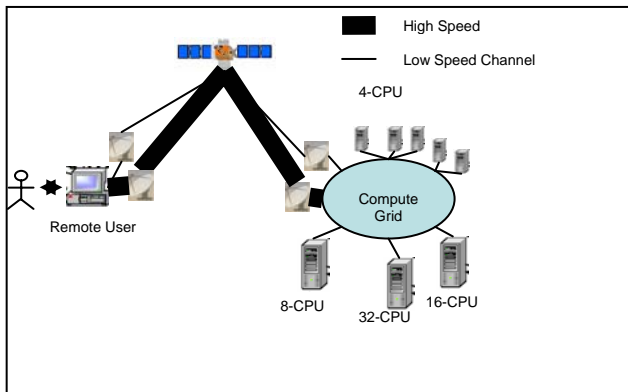 High Speed
Low Speed Channel
4-CPU
Compute
Grid
Remote User
8-CPU
32-CPU
16-CPU